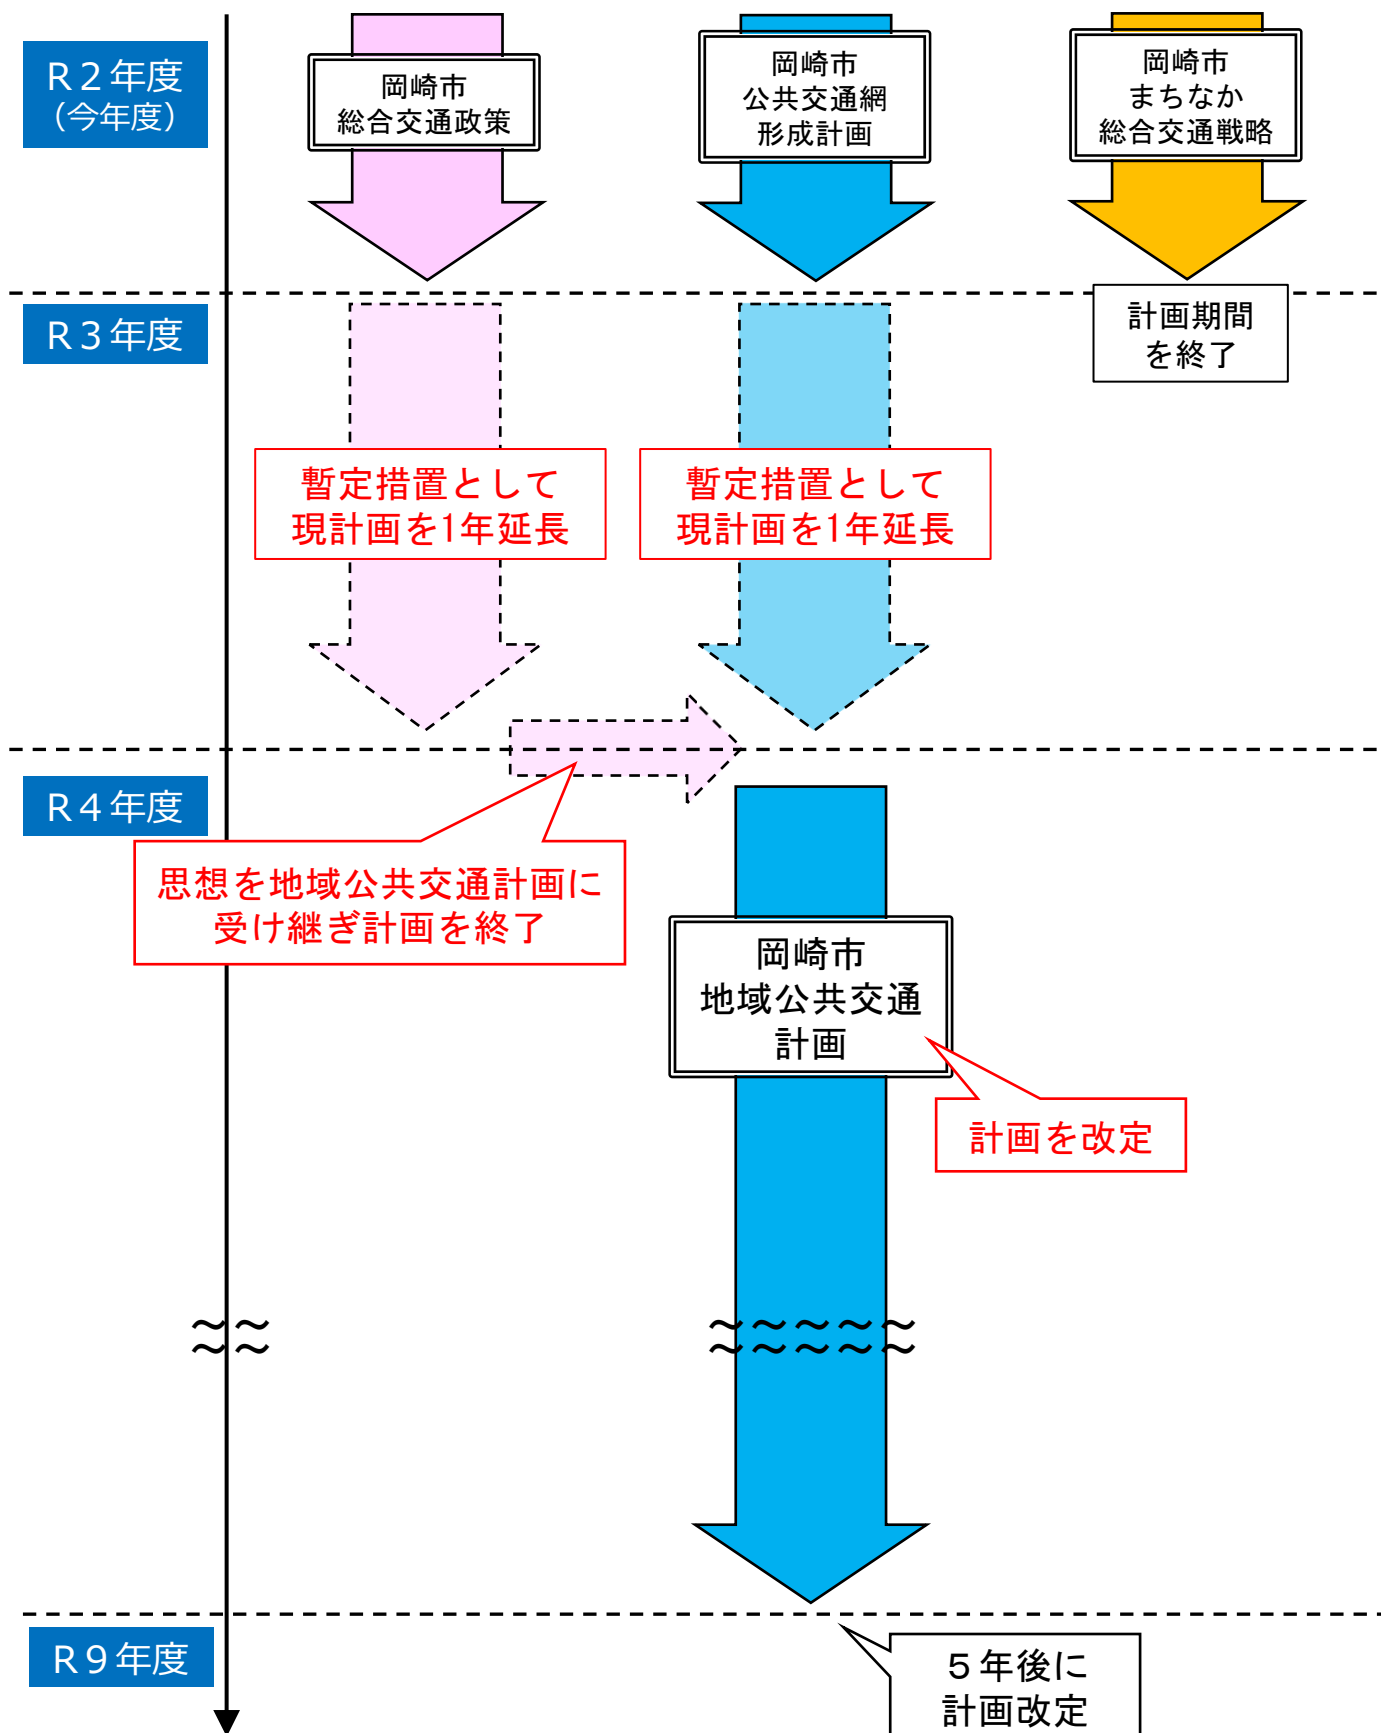 R２年度
（今年度）
岡崎市
総合交通政策
岡崎市
公共交通網
形成計画
岡崎市
まちなか
総合交通戦略
R３年度
計画期間
を終了
暫定措置として
現計画を1年延長
暫定措置として
現計画を1年延長
R４年度
思想を地域公共交通計画に
受け継ぎ計画を終了
岡崎市
地域公共交通
計画
計画を改定
≈≈
≈≈≈≈≈
R９年度
５年後に
計画改定